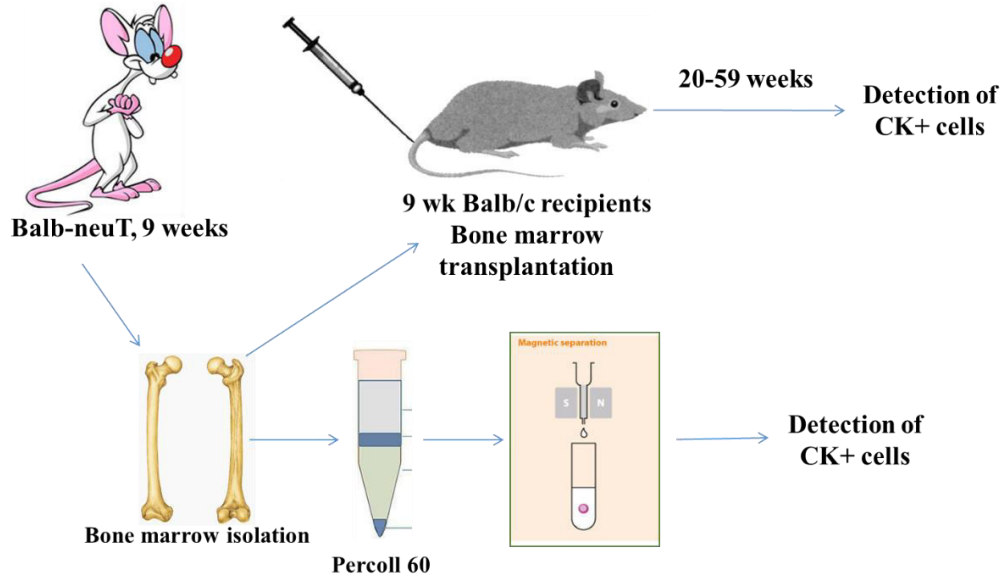 20-59 weeks
Detection of
CK+ cells
Balb-neuT, 9 weeks
9 wk Balb/c recipients
Bone marrow
transplantation
Magnetic separation
S N
Detection of
CK+ cells
Bone marrow isolation
Percoll 60